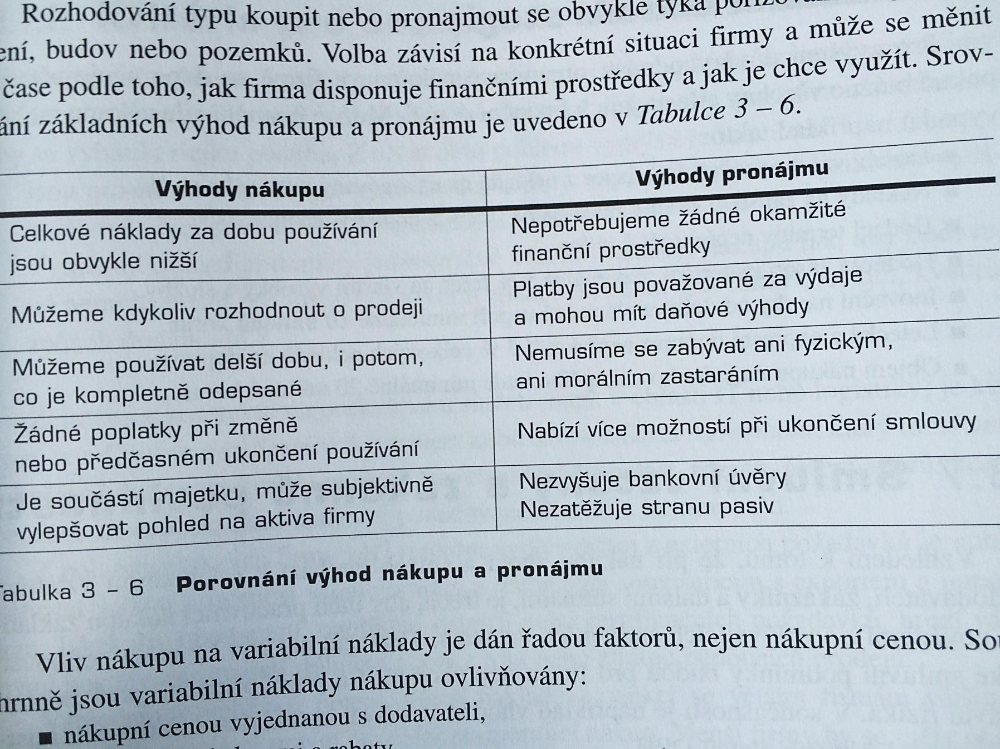 Rozhodování typu koupit nebo pronajmout se obvykle týká
ení, budov nebo pozemků. Volba závisí na konkrétní situaci firmy a může se měnit
čase podle toho, jak firma disponuje finančními prostředky a jak je chce využít. Srov-
ání základních výhod nákupu a pronájmu je uvedeno v Tabulce 3 – 6.
Výhody nákupu
Výhody pronájmu
Celkové náklady za dobu používání
jsou obvykle nižší
Nepotřebujeme žádné okamžité
finanční prostředky
Můžeme kdykoliv rozhodnout o prodeji
Platby jsou považované za výdaje
a mohou mít daňové výhody
Můžeme používat delší dobu, i potom,
co je kompletně odepsané
Nemusíme se zabývat ani fyzickým,
ani morálním zastaráním
Žádné poplatky při změně
nebo předčasném ukončení používání
Nabízí více možností při ukončení smlouvy
Je součástí majetku, může subjektivně
vylepšovat pohled na aktiva firmy
Nezvyšuje bankovní úvěry
Nezatěžuje stranu pasiv
Tabulka 3 – 6 Porovnání výhod nákupu a pronájmu
Vliv nákupu na variabilní náklady je dán řadou faktorů, nejen nákupní cenou. Sou
hrnně jsou variabilní náklady nákupu ovlivňovány:
■ nákupní cenou vyjednanou s dodavateli,
a rabaty